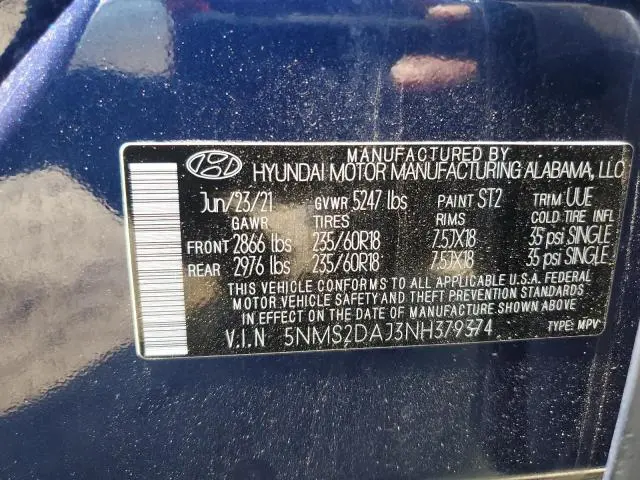 MANUFACTURED BY
HYUNDAI MOTOR MANUFACTURING ALABAMA, LLC
Jun/23/21 GVWR 5247 lbs PAINT ST2 TRIM UUE
GAWR TIRES RIMS COLD TIRE INFL
FRONT 2866 lbs 235/60R18 7.5JX18 35 psi SINGLE
REAR 2976 lbs 235/60R18 7.5JX18 35 psi SINGLE
THIS VEHICLE CONFORMS TO ALL APPLICABLE U.S.A. FEDERAL
MOTOR VEHICLE SAFETY AND THEFT PREVENTION STANDARDS
IN EFFECT ON THE DATE OF MANUFACTURE SHOWN ABOVE.
V.I.N 5NMS2DAJ3NH379374 TYPE: MPV